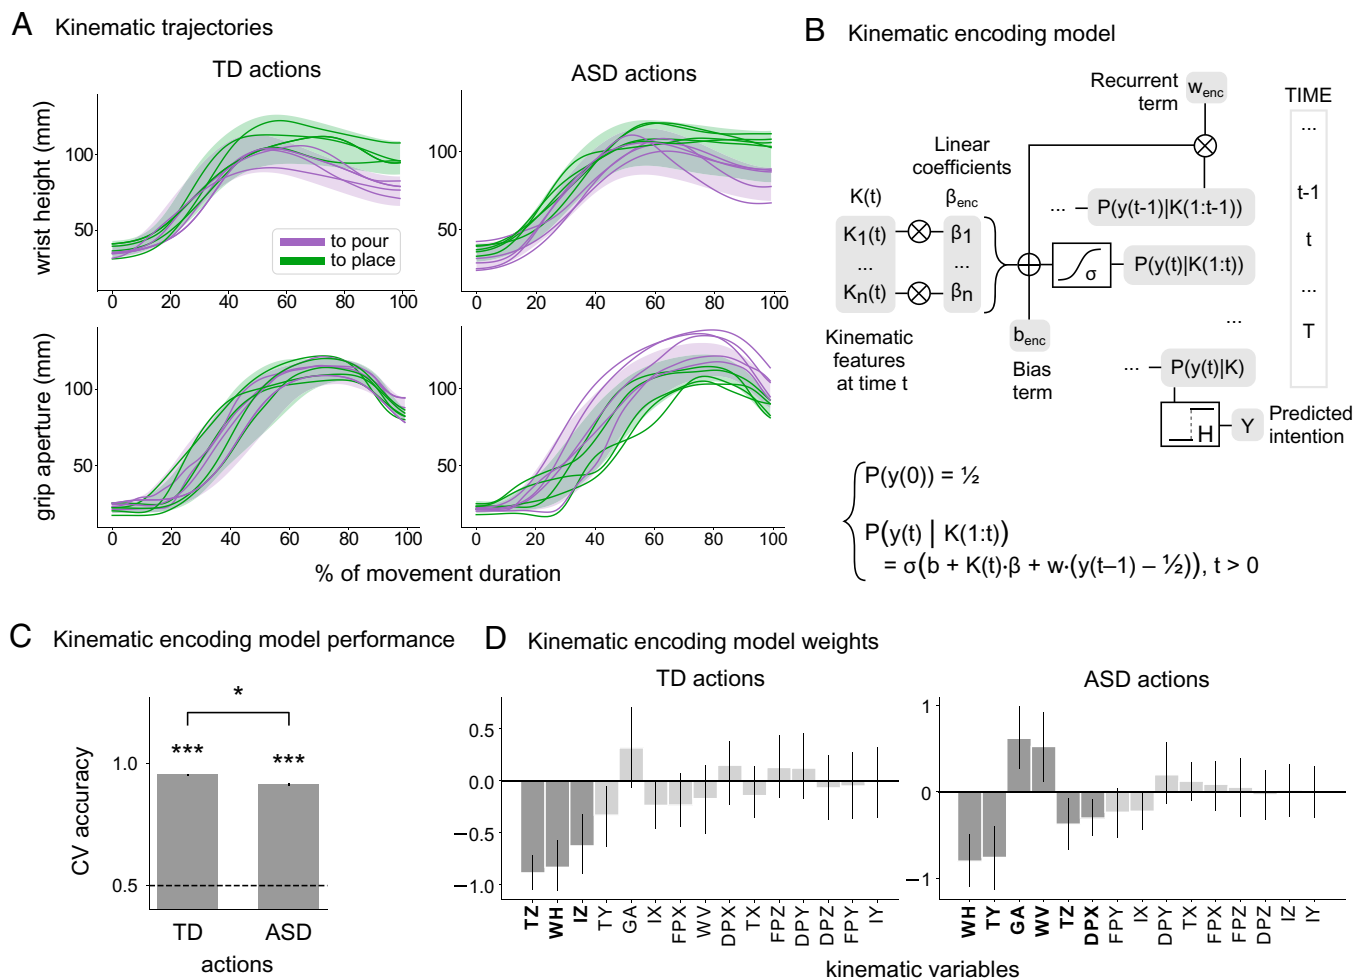 A Kinematic trajectories
TD actions
ASD actions
wrist height (mm)
100
50
to pour
to place
0 20 40 60 80 100
100
50
0 20 40 60 80 100
grip aperture (mm)
100
50
0 20 40 60 80 100
100
50
0 20 40 60 80 100
% of movement duration
B Kinematic encoding model
Recurrent
term
w_enc
TIME
...
t-1
t
...
T
Linear
coefficients
K(t)
β_enc
K₁(t)
β₁
...
...
Kₙ(t)
βₙ
... P(y(t-1)|K(1:t-1))
σ
P(y(t)|K(1:t))
...
Kinematic
features
at time t
b_enc
Bias
term
... P(y(t)|K)
H
Y
Predicted
intention
P(y(0)) = ½
P(y(t) | K(1:t))
= σ(b + K(t)·β + w·(y(t–1) – ½)), t > 0
C Kinematic encoding model performance
*
*** ***
CV accuracy
1.0
0.5
TD ASD
actions
D Kinematic encoding model weights
TD actions
0.5
0.0
−0.5
−1.0
TZ WH IZ TY GA IX FPX WV DPX TX FPZ DPY DPZ FPY IY
ASD actions
1
0
−1
WH TY GA WV TZ DPX FPY IX DPY TX FPX FPZ DPZ IZ IY
kinematic variables